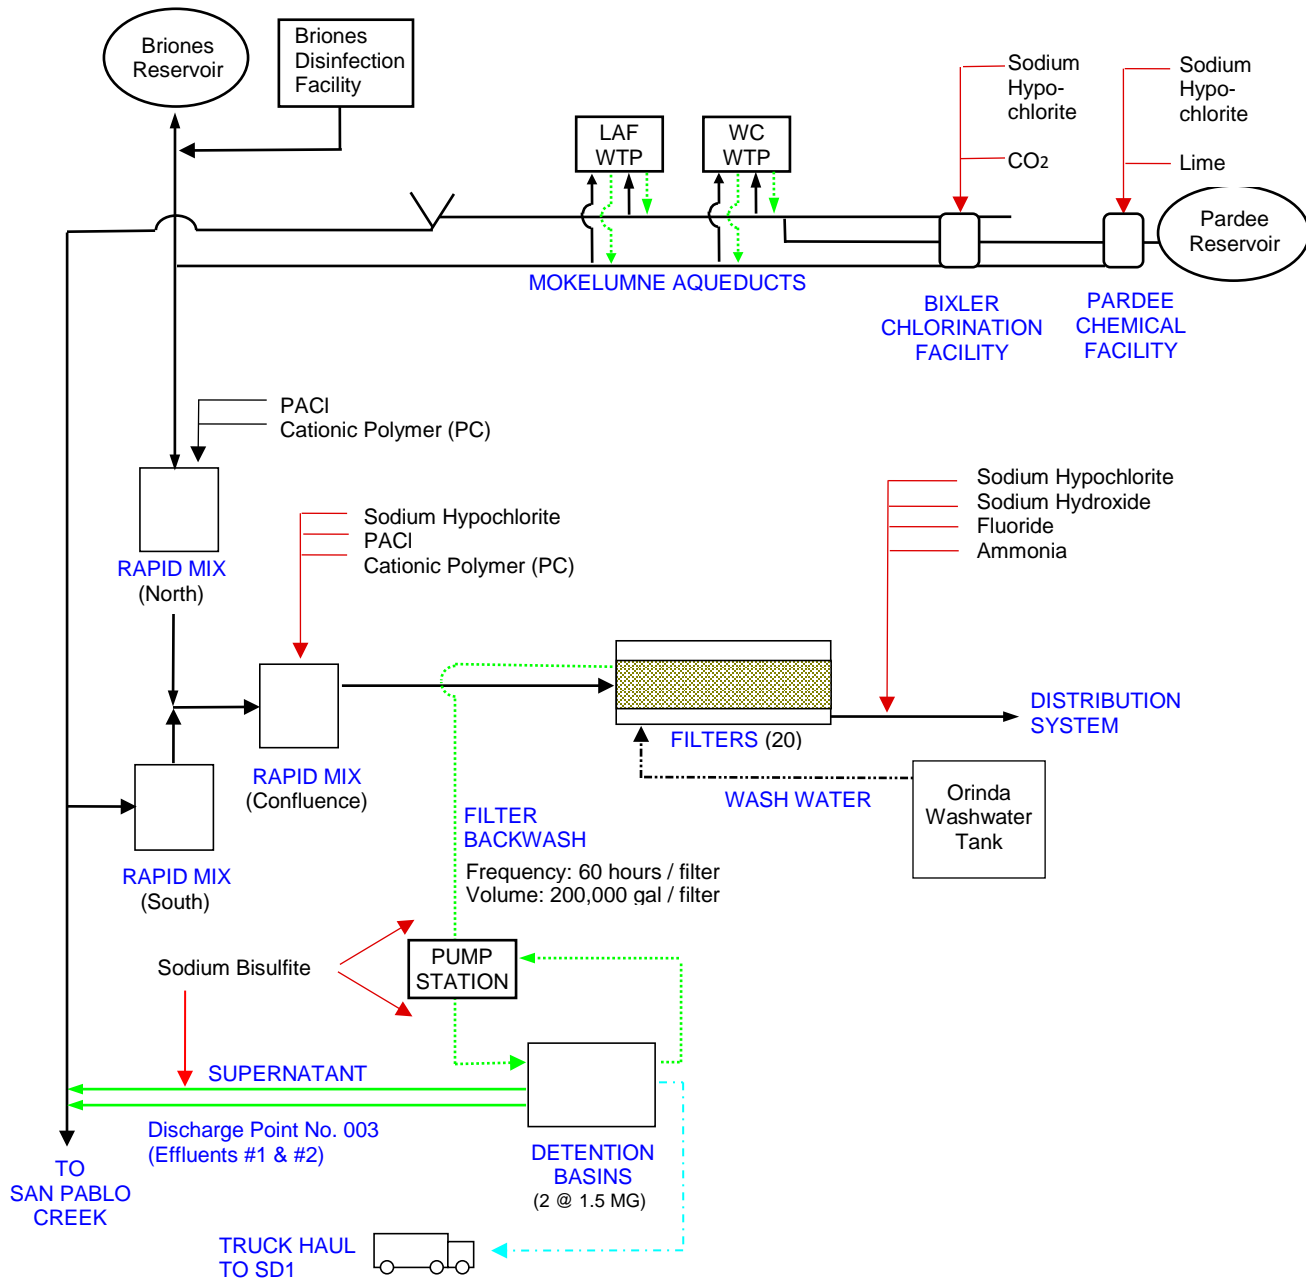 Briones
Reservoir
Briones
Disinfection
Facility
LAF
WTP
WC
WTP
Sodium
Hypo-
chlorite
CO2
Sodium
Hypo-
chlorite
Lime
Pardee
Reservoir
MOKELUMNE AQUEDUCTS
BIXLER
CHLORINATION
FACILITY
PARDEE
CHEMICAL
FACILITY
PACl
Cationic Polymer (PC)
RAPID MIX
(North)
Sodium Hypochlorite
PACl
Cationic Polymer (PC)
Sodium Hypochlorite
Sodium Hydroxide
Fluoride
Ammonia
RAPID MIX
(Confluence)
FILTERS (20)
DISTRIBUTION
SYSTEM
WASH WATER
Orinda
Washwater
Tank
RAPID MIX
(South)
FILTER
BACKWASH
Frequency: 60 hours / filter
Volume: 200,000 gal / filter
Sodium Bisulfite
PUMP
STATION
SUPERNATANT
Discharge Point No. 003
(Effluents #1 & #2)
DETENTION
BASINS
(2 @ 1.5 MG)
TO
SAN PABLO
CREEK
TRUCK HAUL
TO SD1